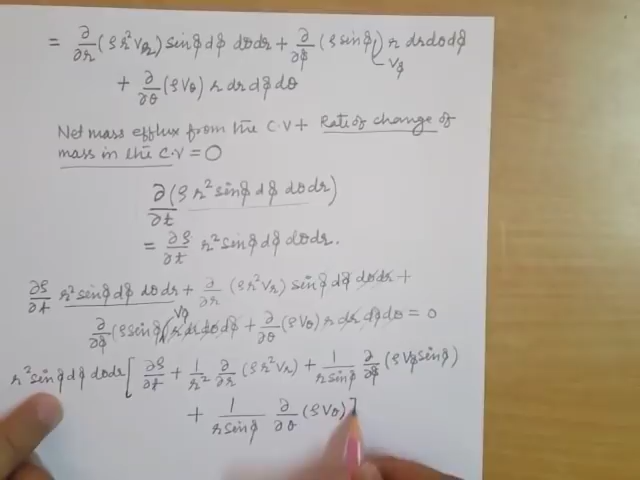 = ∂/∂r (ρr²Vr) sinϕ dϕ dθ dr + ∂/∂ϕ (ρ sinϕ Vϕ) r dr dθ dϕ
+ ∂/∂θ (ρVθ) r dr dϕ dθ
Net mass efflux from the C.V + Rate of change of
mass in the C.V = 0
∂/∂t (ρ r² sinϕ dϕ dθ dr)
= ∂ρ/∂t r² sinϕ dϕ dθ dr.
∂ρ/∂t r² sinϕ dϕ dθ dr + ∂/∂r (ρr²Vr) sinϕ dϕ dθ dr +
∂/∂ϕ (ρ sinϕ Vϕ) r dr dθ dϕ + ∂/∂θ (ρVθ) r dr dϕ dθ = 0
r² sinϕ dϕ dθ dr [ ∂ρ/∂t + 1/r² ∂/∂r (ρr²Vr) + 1/(r sinϕ) ∂/∂ϕ (ρVϕ sinϕ)
+ 1/(r sinϕ) ∂/∂θ (ρVθ) ]